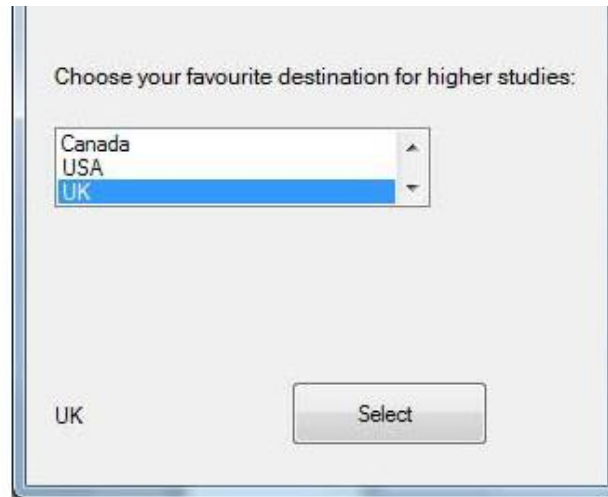 Choose your favourite destination for higher studies:
Canada
USA
UK
UK
Select